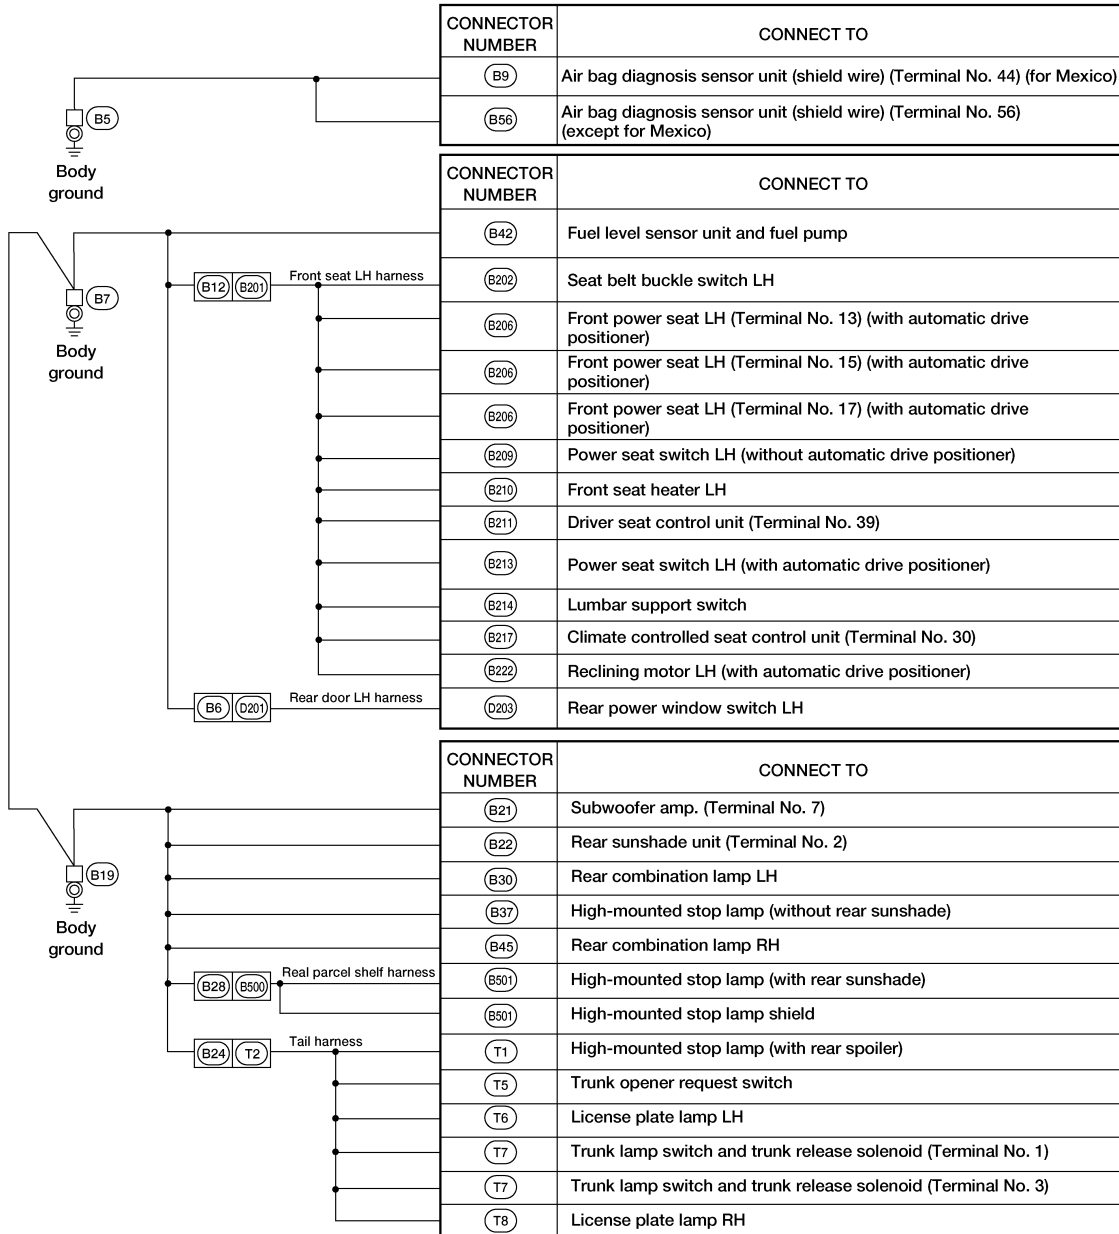 CONNECTOR NUMBER CONNECT TO
B9 Air bag diagnosis sensor unit (shield wire) (Terminal No. 44) (for Mexico)
B5
B56 Air bag diagnosis sensor unit (shield wire) (Terminal No. 56)
(except for Mexico)
Body
ground
CONNECTOR NUMBER CONNECT TO
B42 Fuel level sensor unit and fuel pump
B7
B12 B201 Front seat LH harness B202 Seat belt buckle switch LH
B206 Front power seat LH (Terminal No. 13) (with automatic drive
positioner)
Body
ground
B206 Front power seat LH (Terminal No. 15) (with automatic drive
positioner)
B206 Front power seat LH (Terminal No. 17) (with automatic drive
positioner)
B209 Power seat switch LH (without automatic drive positioner)
B210 Front seat heater LH
B211 Driver seat control unit (Terminal No. 39)
B213 Power seat switch LH (with automatic drive positioner)
B214 Lumbar support switch
B217 Climate controlled seat control unit (Terminal No. 30)
B222 Reclining motor LH (with automatic drive positioner)
B6 D201 Rear door LH harness D203 Rear power window switch LH
CONNECTOR NUMBER CONNECT TO
B21 Subwoofer amp. (Terminal No. 7)
B22 Rear sunshade unit (Terminal No. 2)
B19
B30 Rear combination lamp LH
B37 High-mounted stop lamp (without rear sunshade)
Body
ground
B45 Rear combination lamp RH
B28 B500 Real parcel shelf harness B501 High-mounted stop lamp (with rear sunshade)
B501 High-mounted stop lamp shield
B24 T2 Tail harness T1 High-mounted stop lamp (with rear spoiler)
T5 Trunk opener request switch
T6 License plate lamp LH
T7 Trunk lamp switch and trunk release solenoid (Terminal No. 1)
T7 Trunk lamp switch and trunk release solenoid (Terminal No. 3)
T8 License plate lamp RH